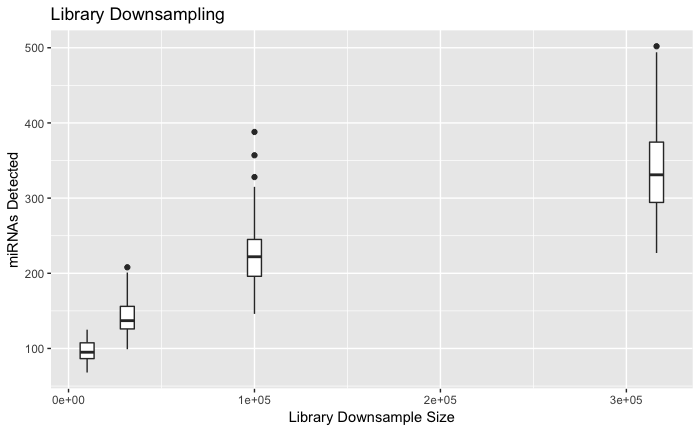 Library Downsampling
500
400
300
200
100
miRNAs Detected
0e+00 1e+05 2e+05 3e+05
Library Downsample Size